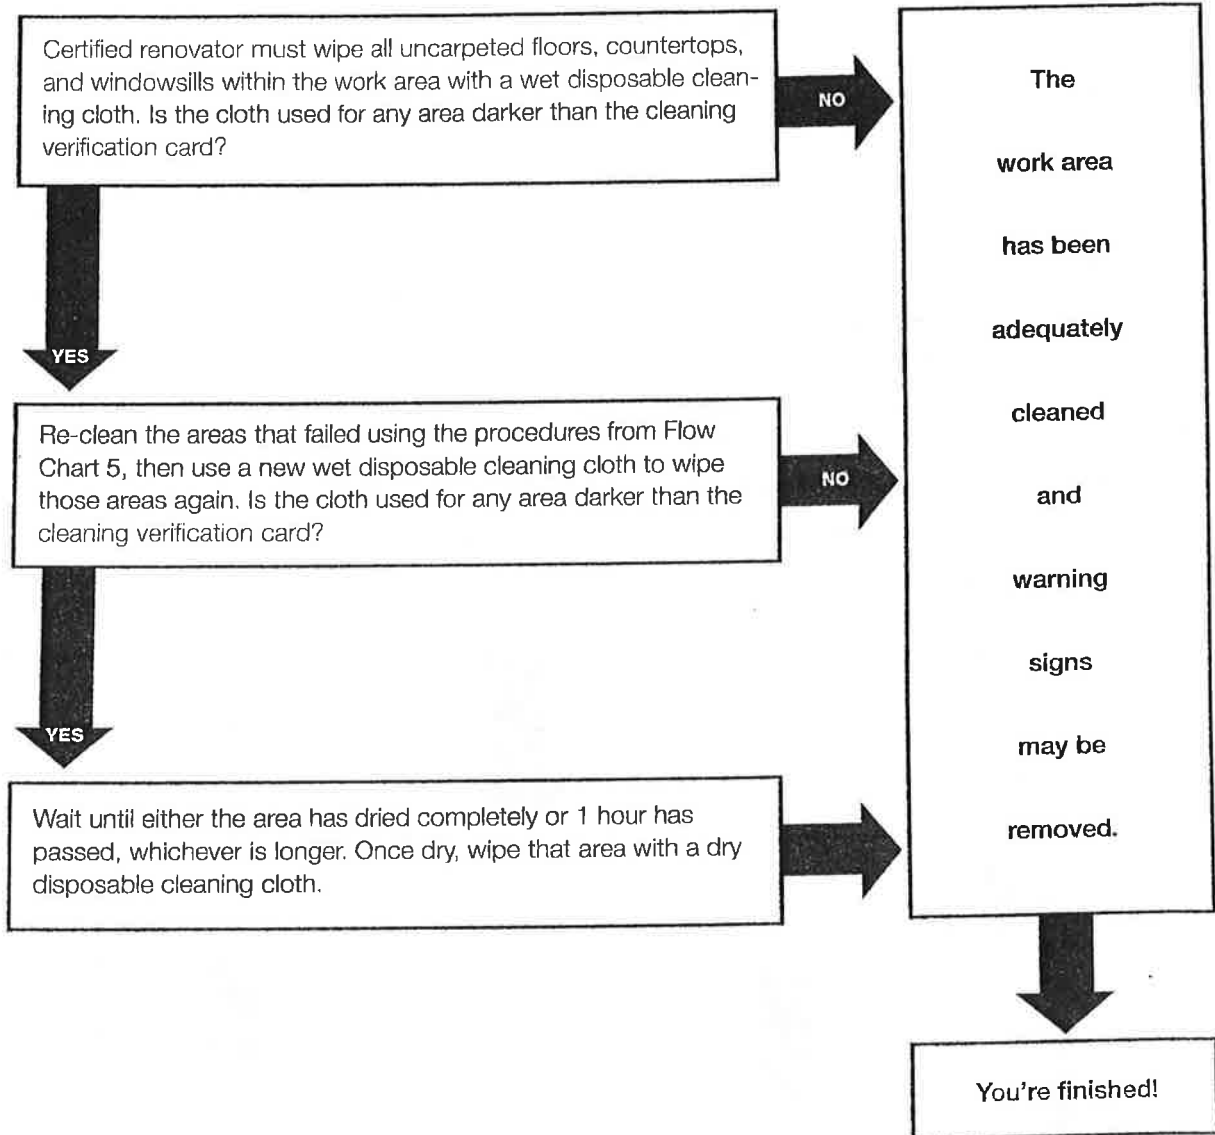 Certified renovator must wipe all uncarpeted floors, countertops,
and windowsills within the work area with a wet disposable clean-
ing cloth. Is the cloth used for any area darker than the cleaning
verification card?
NO
YES
Re-clean the areas that failed using the procedures from Flow
Chart 5, then use a new wet disposable cleaning cloth to wipe
those areas again. Is the cloth used for any area darker than the
cleaning verification card?
NO
YES
Wait until either the area has dried completely or 1 hour has
passed, whichever is longer. Once dry, wipe that area with a dry
disposable cleaning cloth.
The
work area
has been
adequately
cleaned
and
warning
signs
may be
removed.
You're finished!